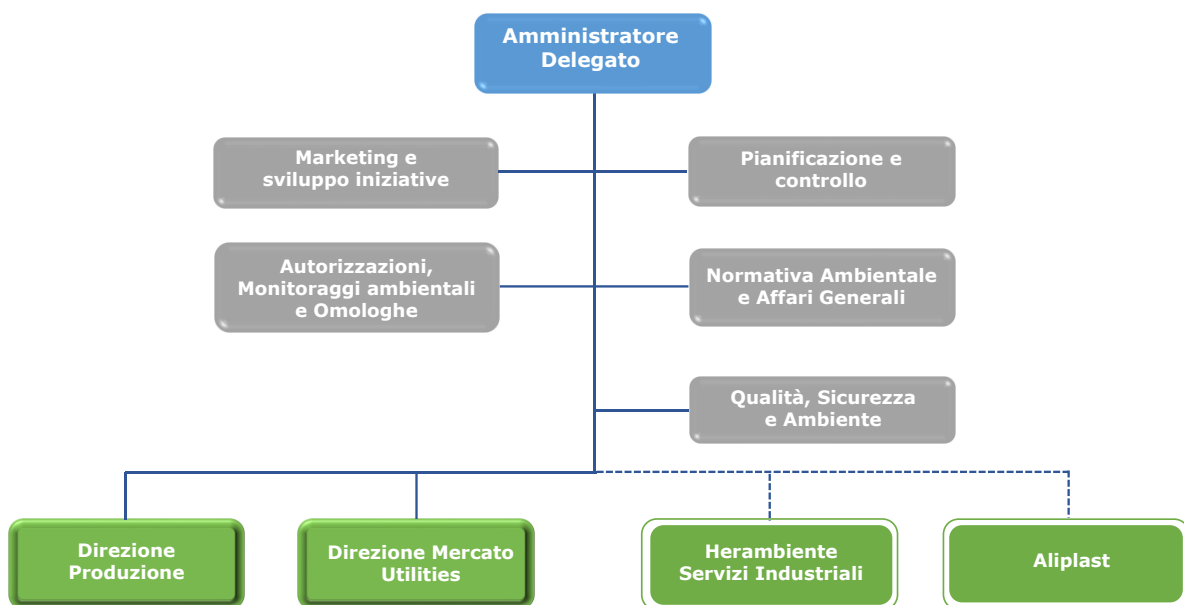 Amministratore
Delegato
Marketing e
sviluppo iniziative
Pianificazione e
controllo
Autorizzazioni,
Monitoraggi ambientali
e Omologhe
Normativa Ambientale
e Affari Generali
Qualità, Sicurezza
e Ambiente
Direzione
Produzione
Direzione Mercato
Utilities
Herambiente
Servizi Industriali
Aliplast